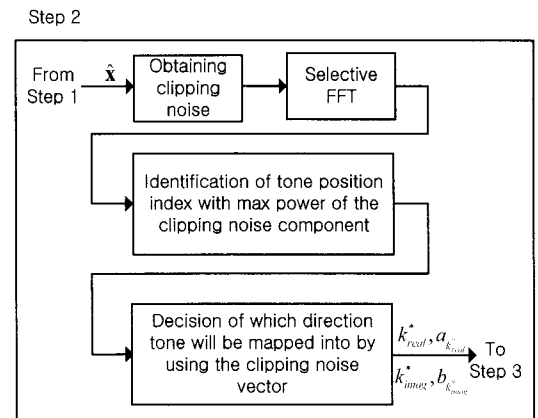 Step 2
From
Step 1
x̂
Obtaining
clipping
noise
Selective
FFT
Identification of tone position
index with max power of the
clipping noise component
Decision of which direction
tone will be mapped into by
using the clipping noise
vector
k*real, a k*real
k*imag, b k*imag
To
Step 3